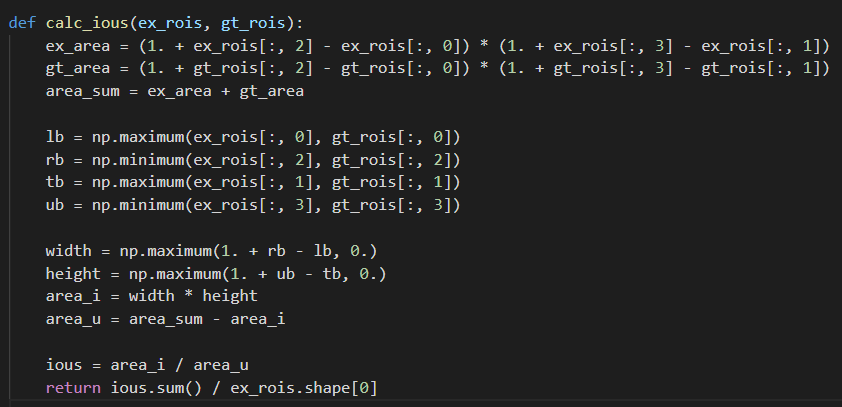 def calc_ious(ex_rois, gt_rois):
    ex_area = (1. + ex_rois[:, 2] - ex_rois[:, 0]) * (1. + ex_rois[:, 3] - ex_rois[:, 1])
    gt_area = (1. + gt_rois[:, 2] - gt_rois[:, 0]) * (1. + gt_rois[:, 3] - gt_rois[:, 1])
    area_sum = ex_area + gt_area

    lb = np.maximum(ex_rois[:, 0], gt_rois[:, 0])
    rb = np.minimum(ex_rois[:, 2], gt_rois[:, 2])
    tb = np.maximum(ex_rois[:, 1], gt_rois[:, 1])
    ub = np.minimum(ex_rois[:, 3], gt_rois[:, 3])

    width = np.maximum(1. + rb - lb, 0.)
    height = np.maximum(1. + ub - tb, 0.)
    area_i = width * height
    area_u = area_sum - area_i

    ious = area_i / area_u
    return ious.sum() / ex_rois.shape[0]